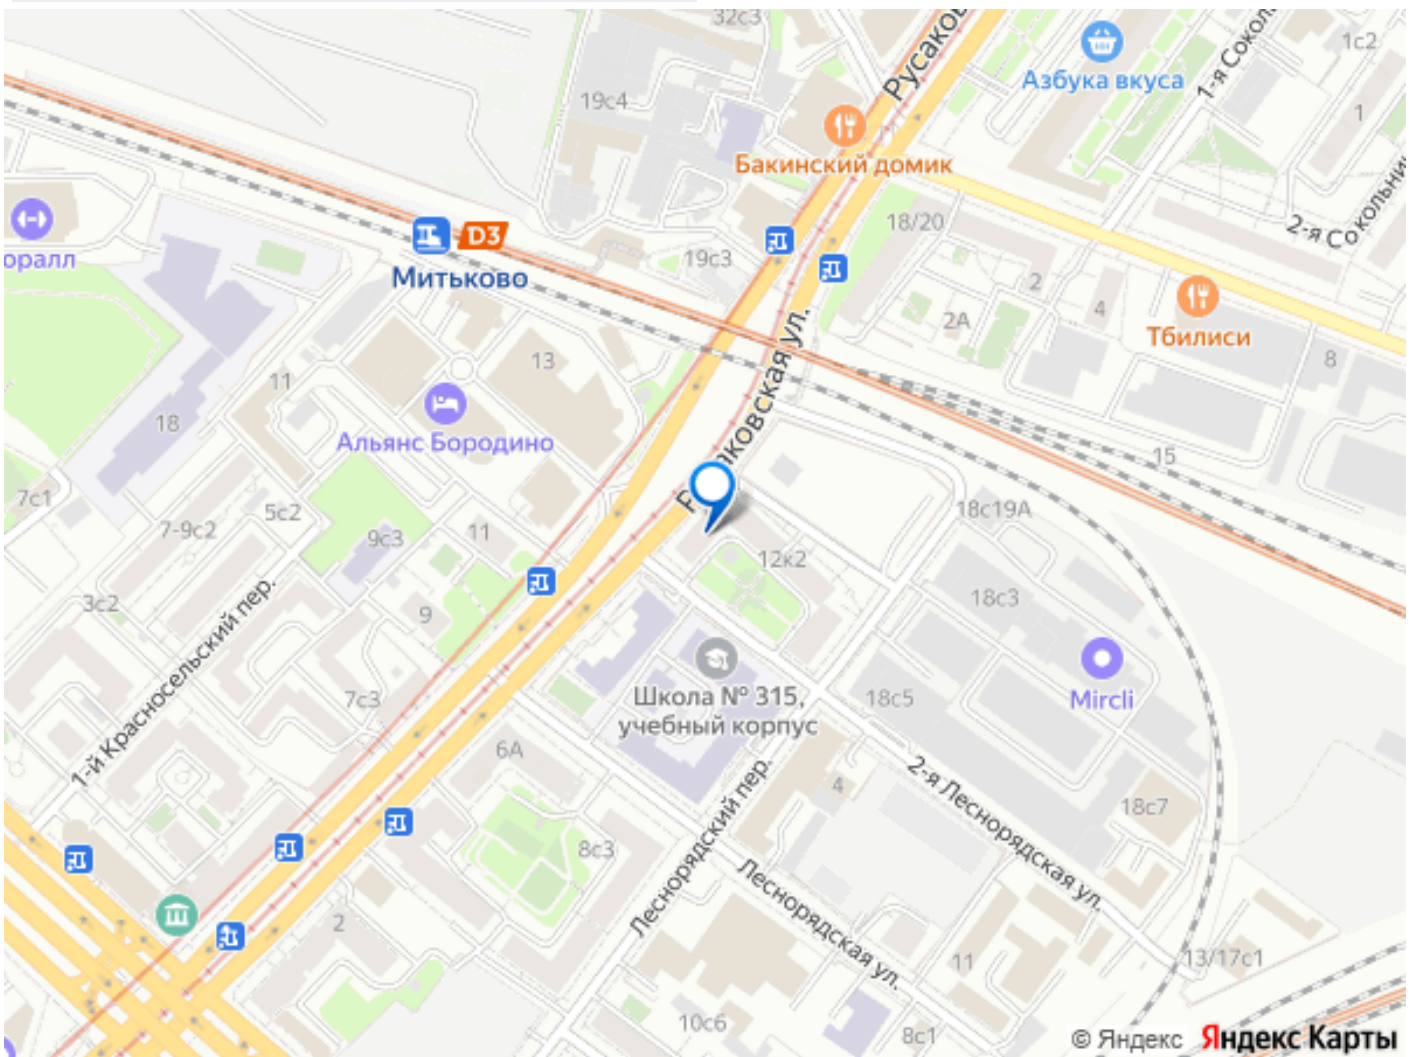 32с3
Русаков
Азбука вкуса
1-я Сокол
1с2
19с4
1
Бакинский домик
2-я Сокольни
18/20
D3
оралл
Митьково
19с3
2
4
2А
Тбилиси
8
13
11
18
Альянс Бородино
ковская ул.
15
7с1
5с2
7-9с2
9с3
11
18с19А
12к2
3с2
9
18с3
1-й Красносельский пер.
7с3
Школа № 315,
учебный корпус
18с5
Mircli
6А
4
2-я Леснорядская ул.
18с7
8с3
Леснорядский пер.
Леснорядская ул.
2
11
13/17с1
10с6
8с1
© Яндекс Яндекс Карты